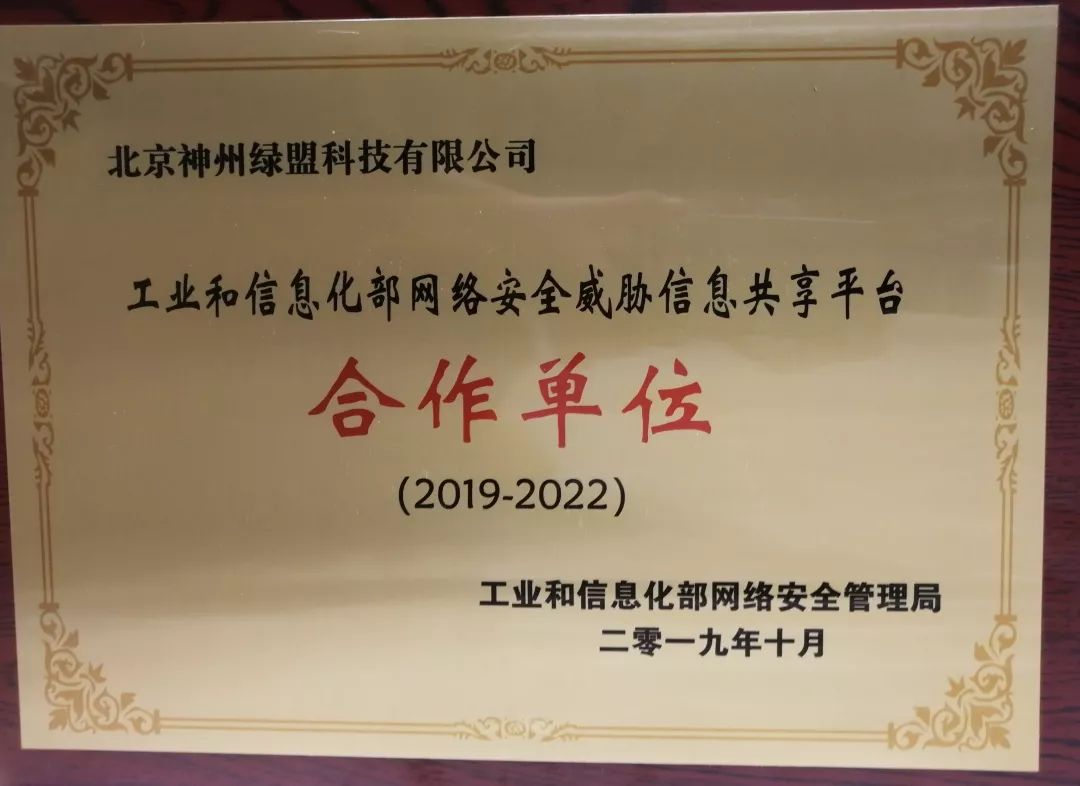 北京神州绿盟科技有限公司
工业和信息化部网络安全威胁信息共享平台
合作单位
(2019-2022)
工业和信息化部网络安全管理局
二零一九年十月